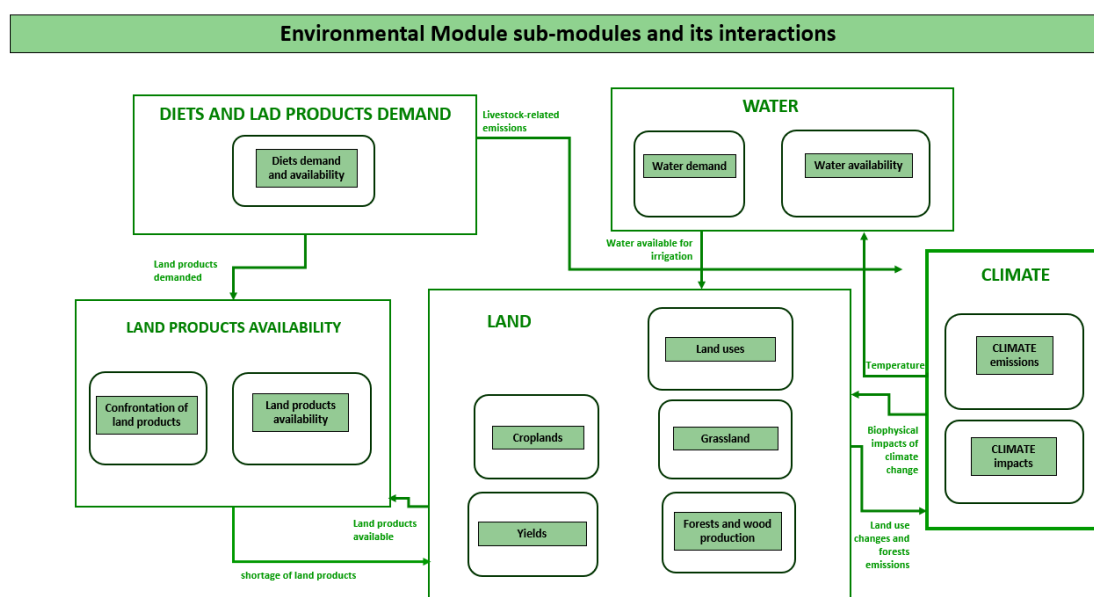 Environmental Module sub-modules and its interactions
DIETS AND LAD PRODUCTS DEMAND
Diets demand
and availability
Livestock-related
emissions
WATER
Water demand
Water availability
Land products
demanded
Water available for
irrigation
CLIMATE
CLIMATE
emissions
CLIMATE
impacts
LAND PRODUCTS AVAILABILITY
Confrontation of
land products
Land products
availability
LAND
Land uses
Croplands
Grassland
Yields
Forests and wood
production
Temperature
Biophysical
impacts of
climate
change
Land products
available
shortage of land products
Land use
changes and
forests
emissions